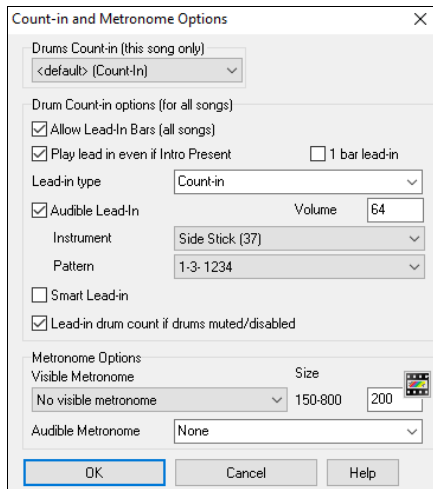 Count-in and Metronome Options
Drums Count-in (this song only)
<default> (Count-In)
Drum Count-in options (for all songs)
Allow Lead-In Bars (all songs)
Play lead in even if Intro Present 1 bar lead-in
Lead-in type Count-in
Audible Lead-In Volume 64
Instrument Side Stick (37)
Pattern 1-3- 1234
Smart Lead-in
Lead-in drum count if drums muted/disabled
Metronome Options
Visible Metronome Size
No visible metronome 150-800 200
Audible Metronome None
OK Cancel Help